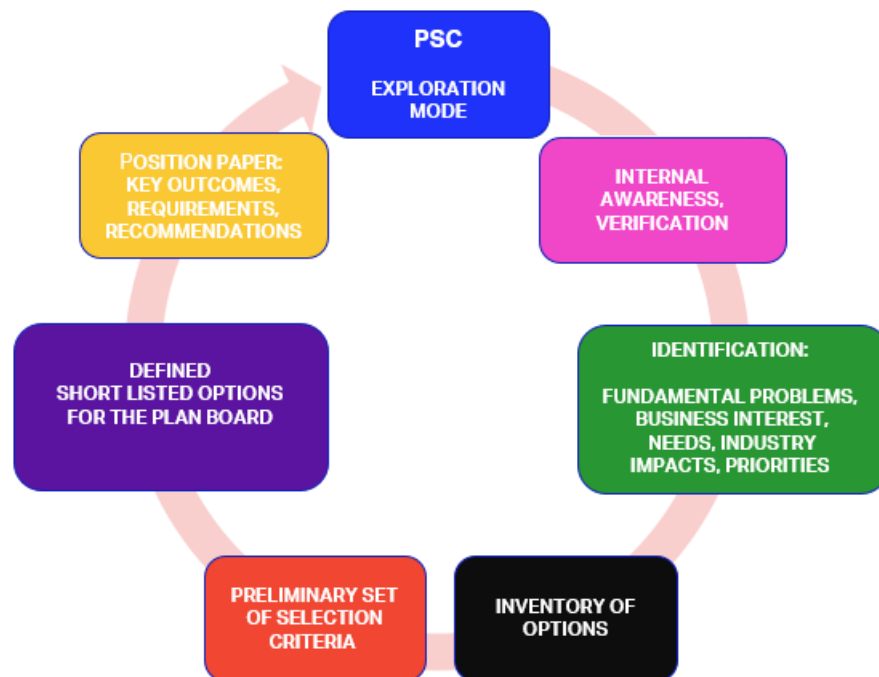 PSC
EXPLORATION
MODE
INTERNAL
AWARENESS,
VERIFICATION
IDENTIFICATION:
FUNDAMENTAL PROBLEMS,
BUSINESS INTEREST,
NEEDS, INDUSTRY
IMPACTS, PRIORITIES
INVENTORY OF
OPTIONS
PRELIMINARY SET
OF SELECTION
CRITERIA
DEFINED
SHORT LISTED OPTIONS
FOR THE PLAN BOARD
POSITION PAPER:
KEY OUTCOMES,
REQUIREMENTS,
RECOMMENDATIONS